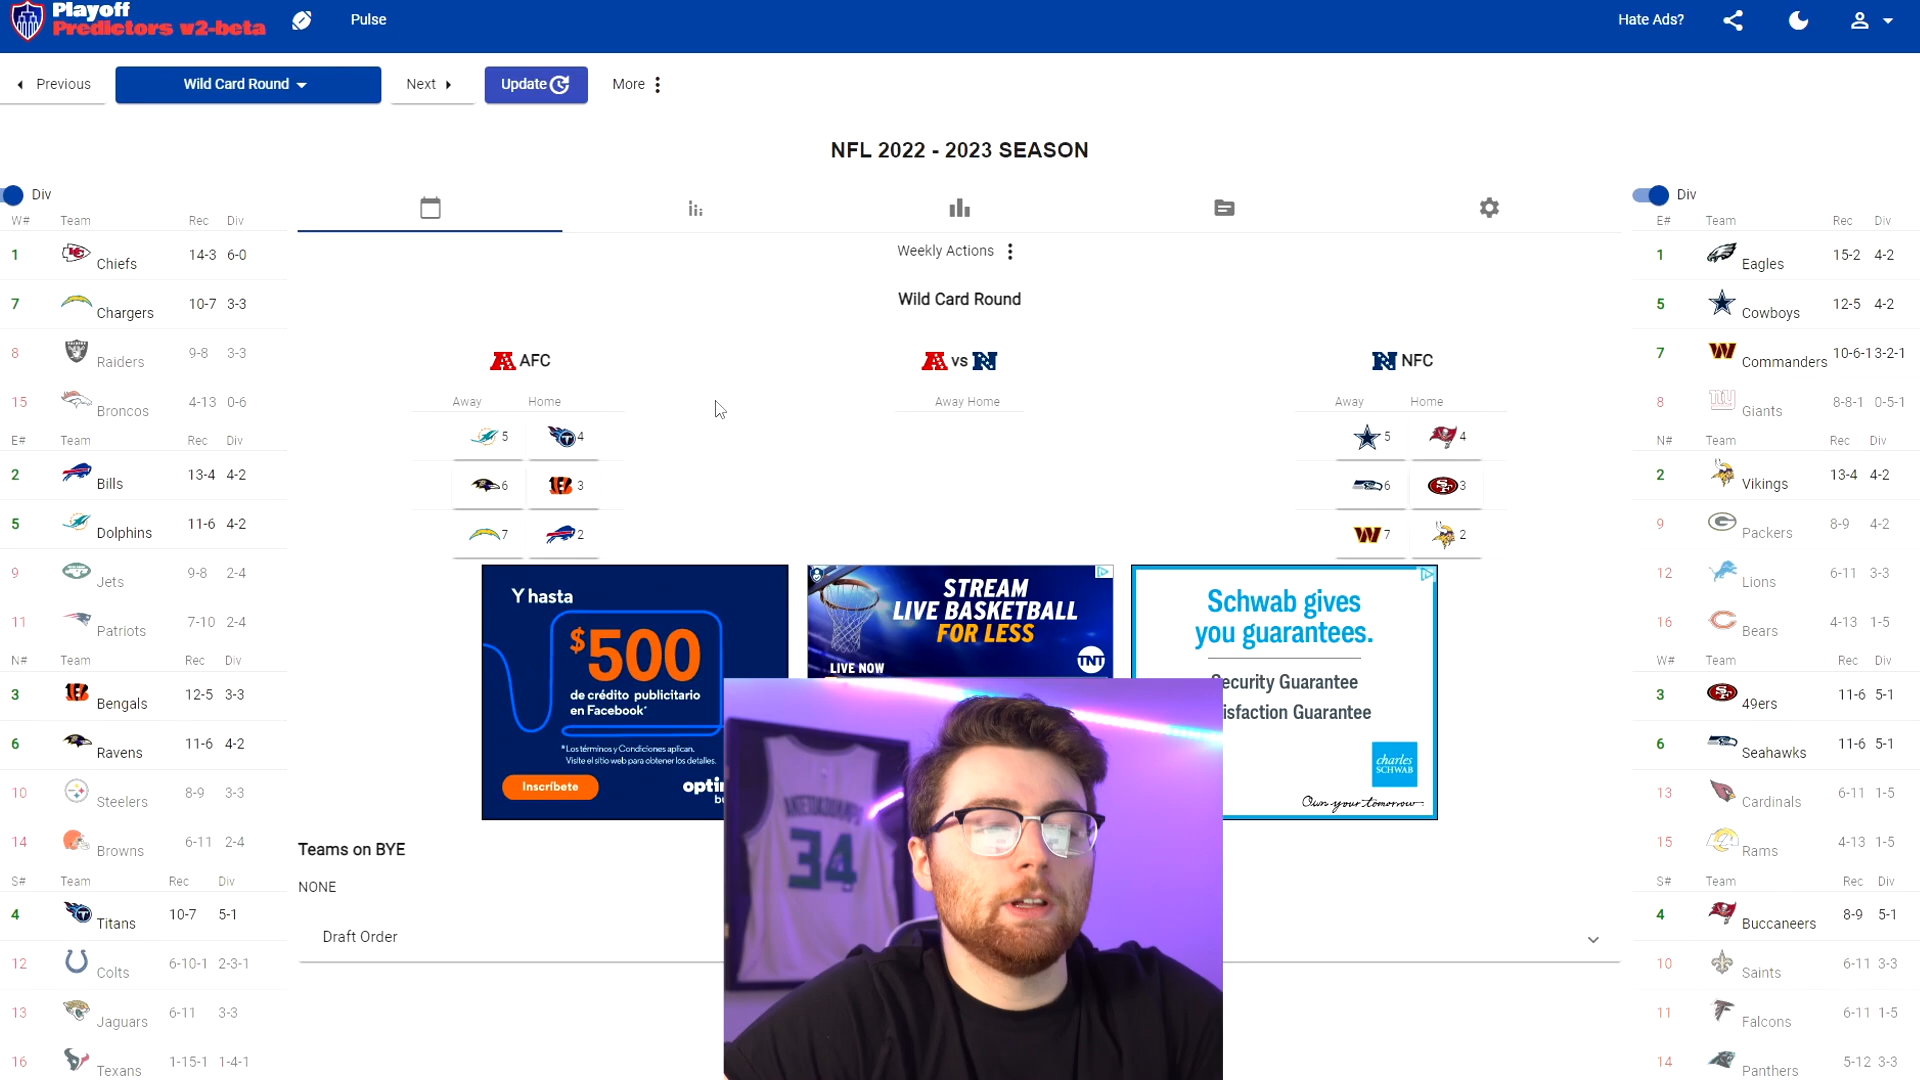 Playoff
Predictors v2-beta
Pulse
Hate Ads?
Previous
Wild Card Round
Next
Update
More
NFL 2022 - 2023 SEASON
Div
W# Team Rec Div
1 Chiefs 14-3 6-0
7 Chargers 10-7 3-3
8 Raiders 9-8 3-3
15 Broncos 4-13 0-6
E# Team Rec Div
2 Bills 13-4 4-2
5 Dolphins 11-6 4-2
9 Jets 9-8 2-4
11 Patriots 7-10 2-4
N# Team Rec Div
3 Bengals 12-5 3-3
6 Ravens 11-6 4-2
10 Steelers 8-9 3-3
14 Browns 6-11 2-4
S# Team Rec Div
4 Titans 10-7 5-1
12 Colts 6-10-1 2-3-1
13 Jaguars 6-11 3-3
16 Texans 1-15-1 1-4-1
Weekly Actions
Wild Card Round
AFC
Away Home
5 4
6 3
7 2
A vs N
Away Home
NFC
Away Home
5 4
6 3
7 2
Y hasta
$500
de crédito publicitario
en Facebook*
*Los términos y Condiciones aplican.
Visite el sitio web para obtener los detalles.
Inscríbete
STREAM
LIVE BASKETBALL
FOR LESS
LIVE NOW
TNT
Schwab gives
you guarantees.
Security Guarantee
isfaction Guarantee
charles
SCHWAB
Own your tomorrow
34
Teams on BYE
NONE
Draft Order
Div
E# Team Rec Div
1 Eagles 15-2 4-2
5 Cowboys 12-5 4-2
7 Commanders 10-6-1 3-2-1
8 Giants 8-8-1 0-5-1
N# Team Rec Div
2 Vikings 13-4 4-2
9 Packers 8-9 4-2
12 Lions 6-11 3-3
16 Bears 4-13 1-5
W# Team Rec Div
3 49ers 11-6 5-1
6 Seahawks 11-6 5-1
13 Cardinals 6-11 1-5
15 Rams 4-13 1-5
S# Team Rec Div
4 Buccaneers 8-9 5-1
10 Saints 6-11 3-3
11 Falcons 6-11 1-5
14 Panthers 5-12 3-3